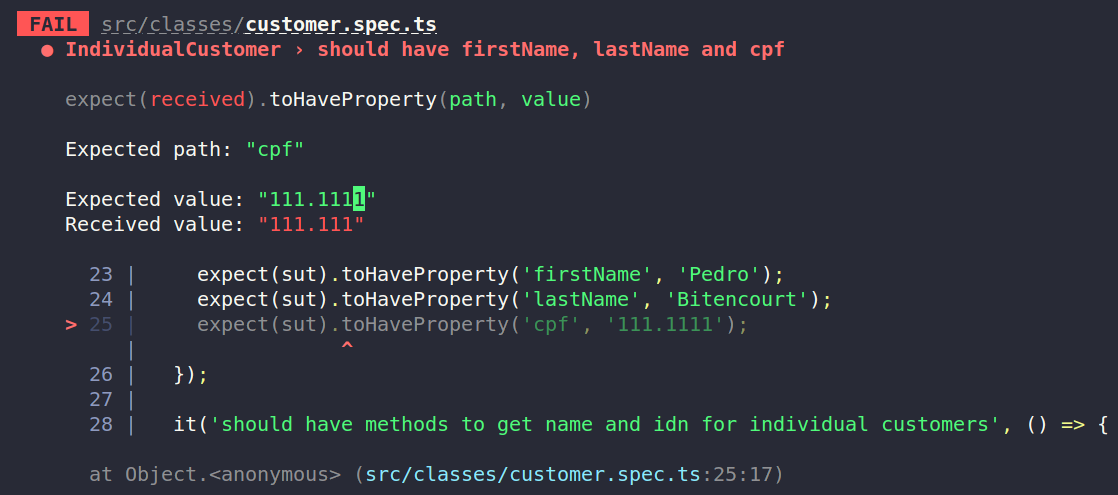 FAIL src/classes/customer.spec.ts
● IndividualCustomer › should have firstName, lastName and cpf
expect(received).toHaveProperty(path, value)
Expected path: "cpf"
Expected value: "111.1111"
Received value: "111.111"
23 |     expect(sut).toHaveProperty('firstName', 'Pedro');
24 |     expect(sut).toHaveProperty('lastName', 'Bitencourt');
> 25 |     expect(sut).toHaveProperty('cpf', '111.1111');
|                 ^
26 |   });
27 |
28 |   it('should have methods to get name and idn for individual customers', () => {
at Object.<anonymous> (src/classes/customer.spec.ts:25:17)